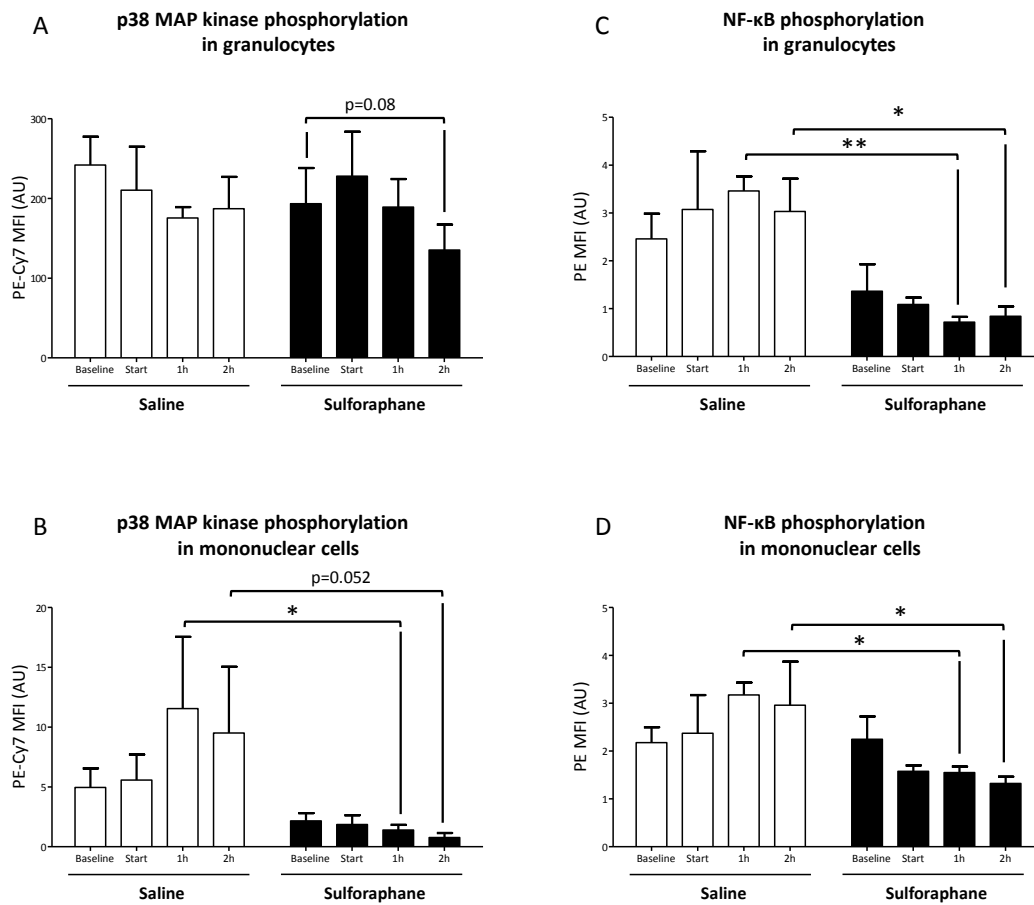 A
p38 MAP kinase phosphorylation
in granulocytes
p=0.08
PE-Cy7 MFI (AU)
300
200
100
0
Baseline Start 1h 2h Baseline Start 1h 2h
Saline Sulforaphane
C
NF-κB phosphorylation
in granulocytes
*
**
PE MFI (AU)
5
4
3
2
1
0
Baseline Start 1h 2h Baseline Start 1h 2h
Saline Sulforaphane
B
p38 MAP kinase phosphorylation
in mononuclear cells
p=0.052
*
PE-Cy7 MFI (AU)
20
15
10
5
0
Baseline Start 1h 2h Baseline Start 1h 2h
Saline Sulforaphane
D
NF-κB phosphorylation
in mononuclear cells
*
*
PE MFI (AU)
5
4
3
2
1
0
Baseline Start 1h 2h Baseline Start 1h 2h
Saline Sulforaphane